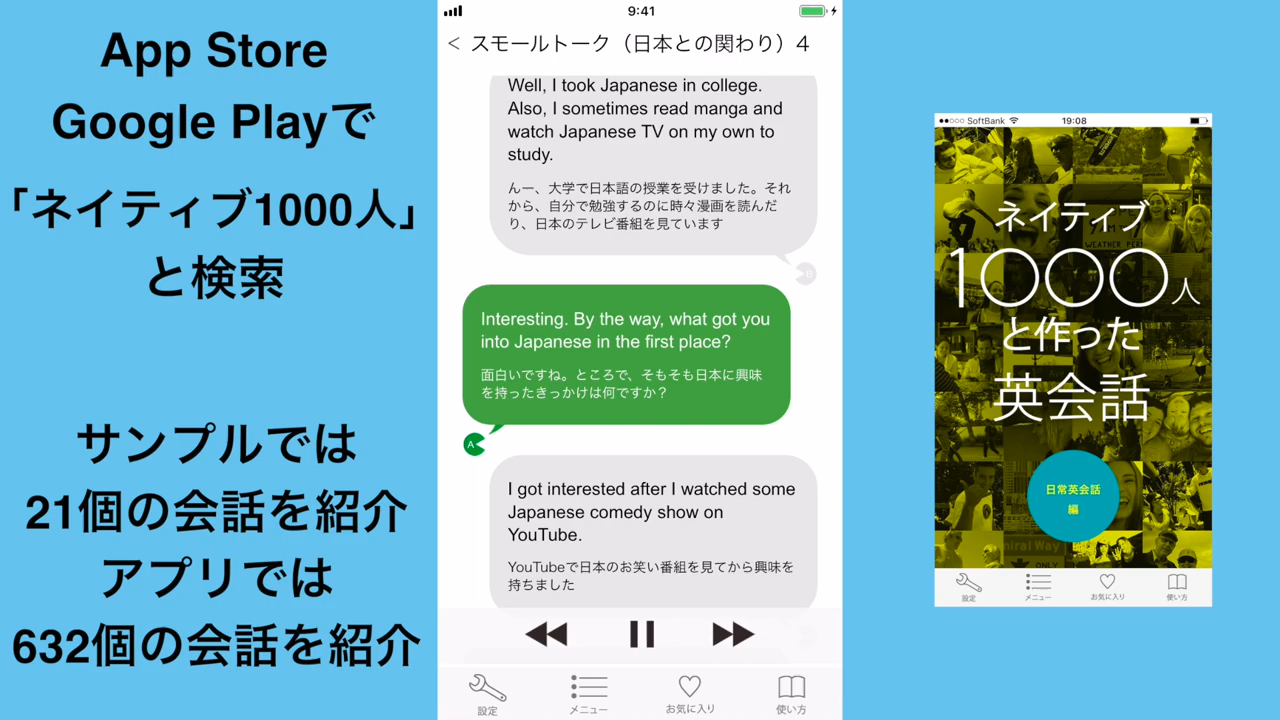 App Store
Google Playで
「ネイティブ1000人」
と検索
サンプルでは
21個の会話を紹介
アプリでは
632個の会話を紹介
9:41
< スモールトーク（日本との関わり）4
Well, I took Japanese in college.
Also, I sometimes read manga and
watch Japanese TV on my own to
study.
んー、大学で日本語の授業を受けました。それ
から、自分で勉強するのに時々漫画を読んだ
り、日本のテレビ番組を見ています
B
Interesting. By the way, what got you
into Japanese in the first place?
面白いですね。ところで、そもそも日本に興味
を持ったきっかけは何ですか？
A
I got interested after I watched some
Japanese comedy show on
YouTube.
YouTubeで日本のお笑い番組を見てから興味を
持ちました
設定
メニュー
お気に入り
使い方
SoftBank
19:08
ネイティブ
1000人
と作った
英会話
日常英会話
編
WEATHER PER
miral Way
ONLY
設定
メニュー
お気に入り
使い方